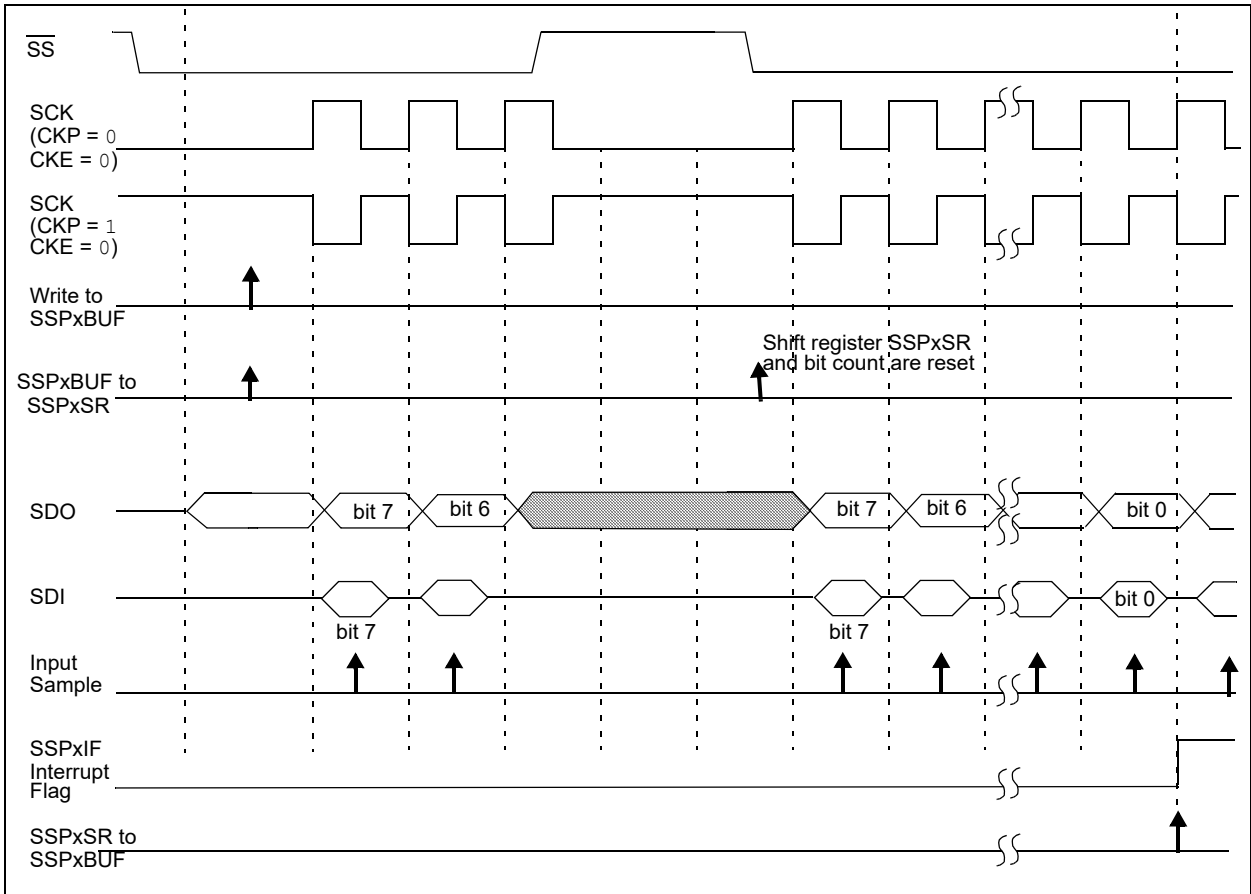 SS
SCK
(CKP = 0
CKE = 0)
SCK
(CKP = 1
CKE = 0)
Write to
SSPxBUF
Shift register SSPxSR
and bit count are reset
SSPxBUF to
SSPxSR
SDO
bit 7
bit 6
bit 7
bit 6
bit 0
SDI
bit 0
bit 7
bit 7
Input
Sample
SSPxIF
Interrupt
Flag
SSPxSR to
SSPxBUF